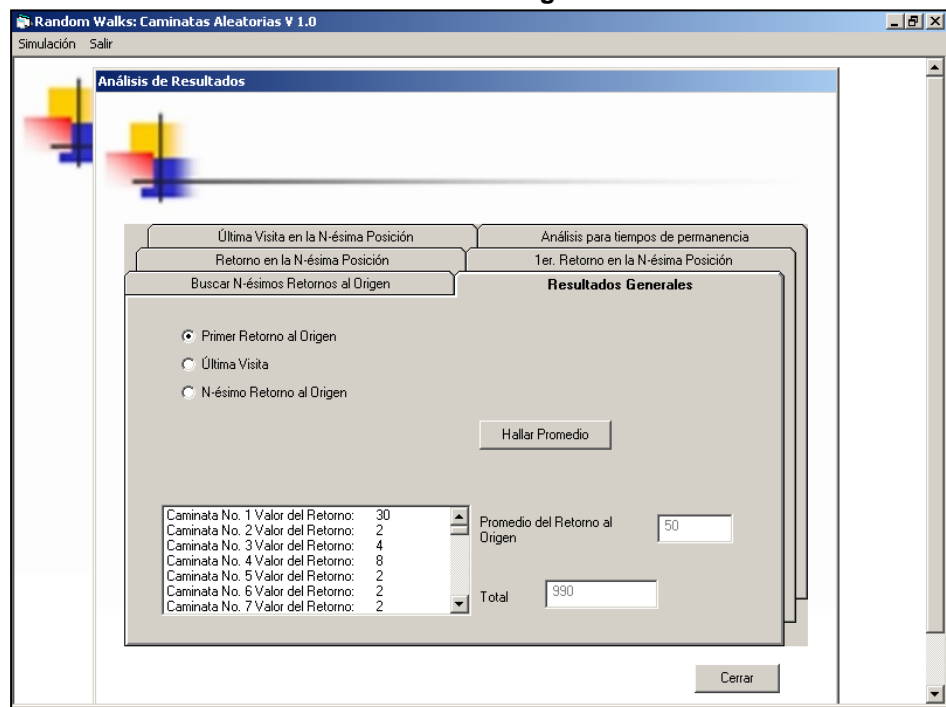 Random Walks: Caminatas Aleatorias V 1.0
Simulación Salir
Análisis de Resultados
Última Visita en la N-ésima Posición
Análisis para tiempos de permanencia
Retorno en la N-ésima Posición
1er. Retorno en la N-ésima Posición
Buscar N-ésimos Retornos al Origen
Resultados Generales
Primer Retorno al Origen
Última Visita
N-ésimo Retorno al Origen
Hallar Promedio
Caminata No. 1 Valor del Retorno: 30
Caminata No. 2 Valor del Retorno: 2
Caminata No. 3 Valor del Retorno: 4
Caminata No. 4 Valor del Retorno: 8
Caminata No. 5 Valor del Retorno: 2
Caminata No. 6 Valor del Retorno: 2
Caminata No. 7 Valor del Retorno: 2
Promedio del Retorno al
Origen
50
Total
990
Cerrar